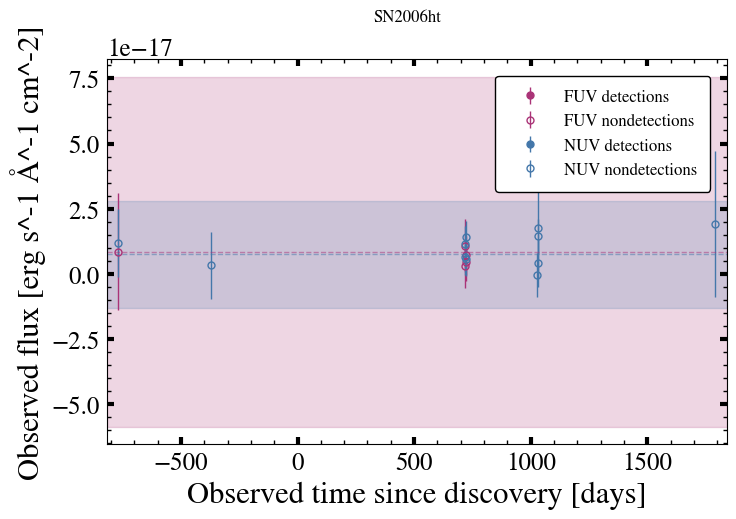 SN2006ht
1e−17
7.5
5.0
2.5
0.0
−2.5
−5.0
Observed flux [erg s^-1 Å^-1 cm^-2]
FUV detections
FUV nondetections
NUV detections
NUV nondetections
−500
0
500
1000
1500
Observed time since discovery [days]